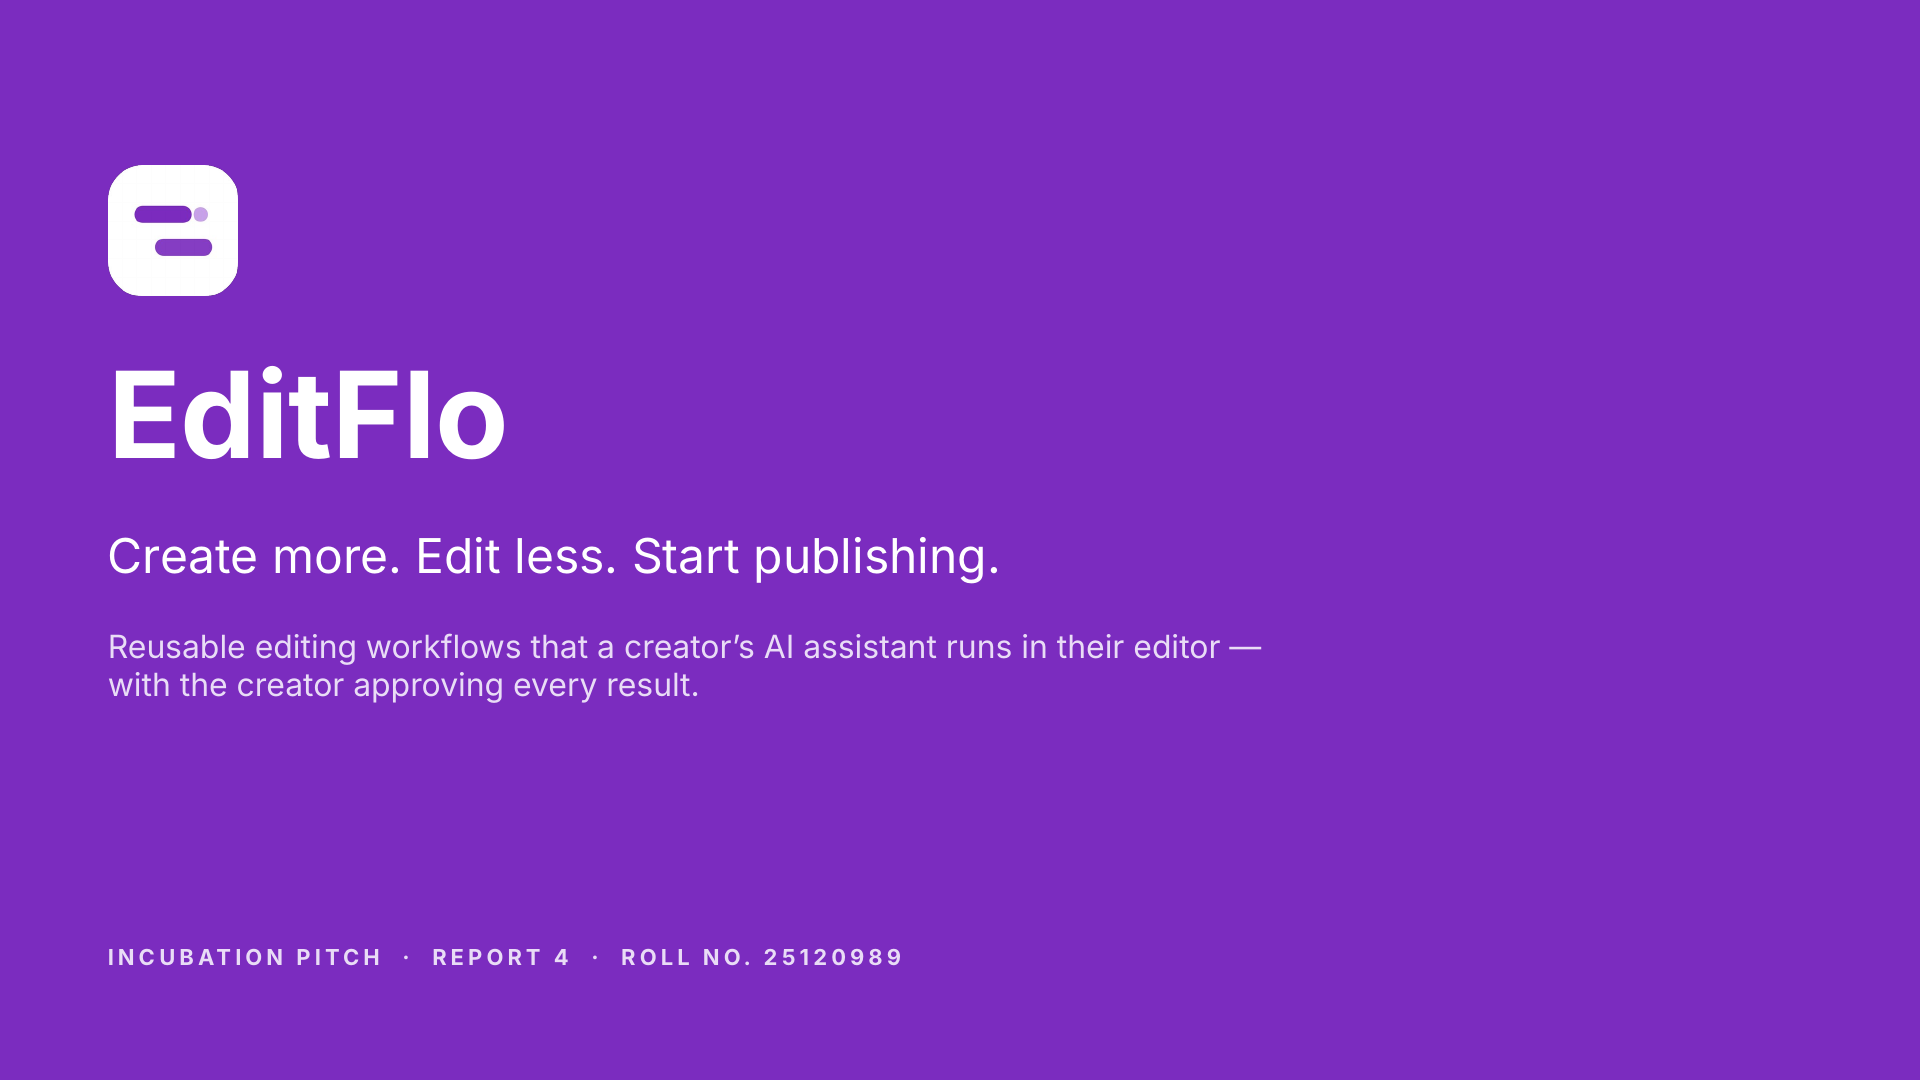 EditFlo
Create more. Edit less. Start publishing.
Reusable editing workflows that a creator’s AI assistant runs in their editor —
with the creator approving every result.
INCUBATION PITCH · REPORT 4 · ROLL NO. 25120989